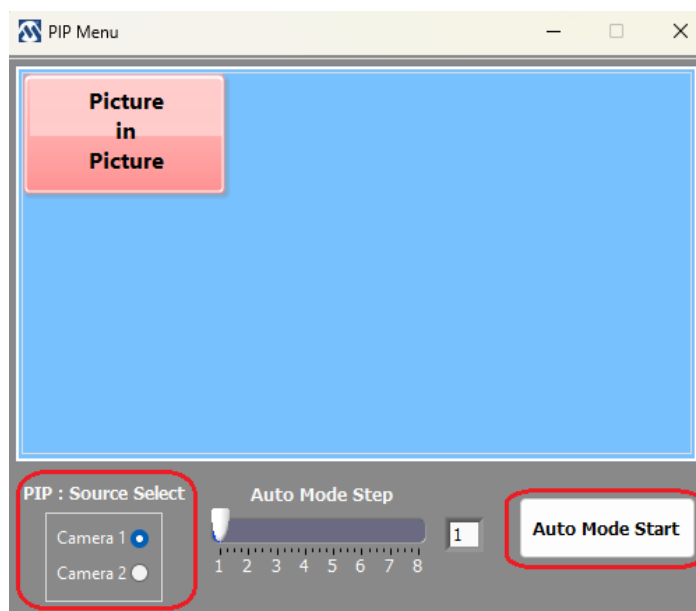 PIP Menu
Picture
in
Picture
PIP : Source Select
Camera 1
Camera 2
Auto Mode Step
1
1 2 3 4 5 6 7 8
Auto Mode Start